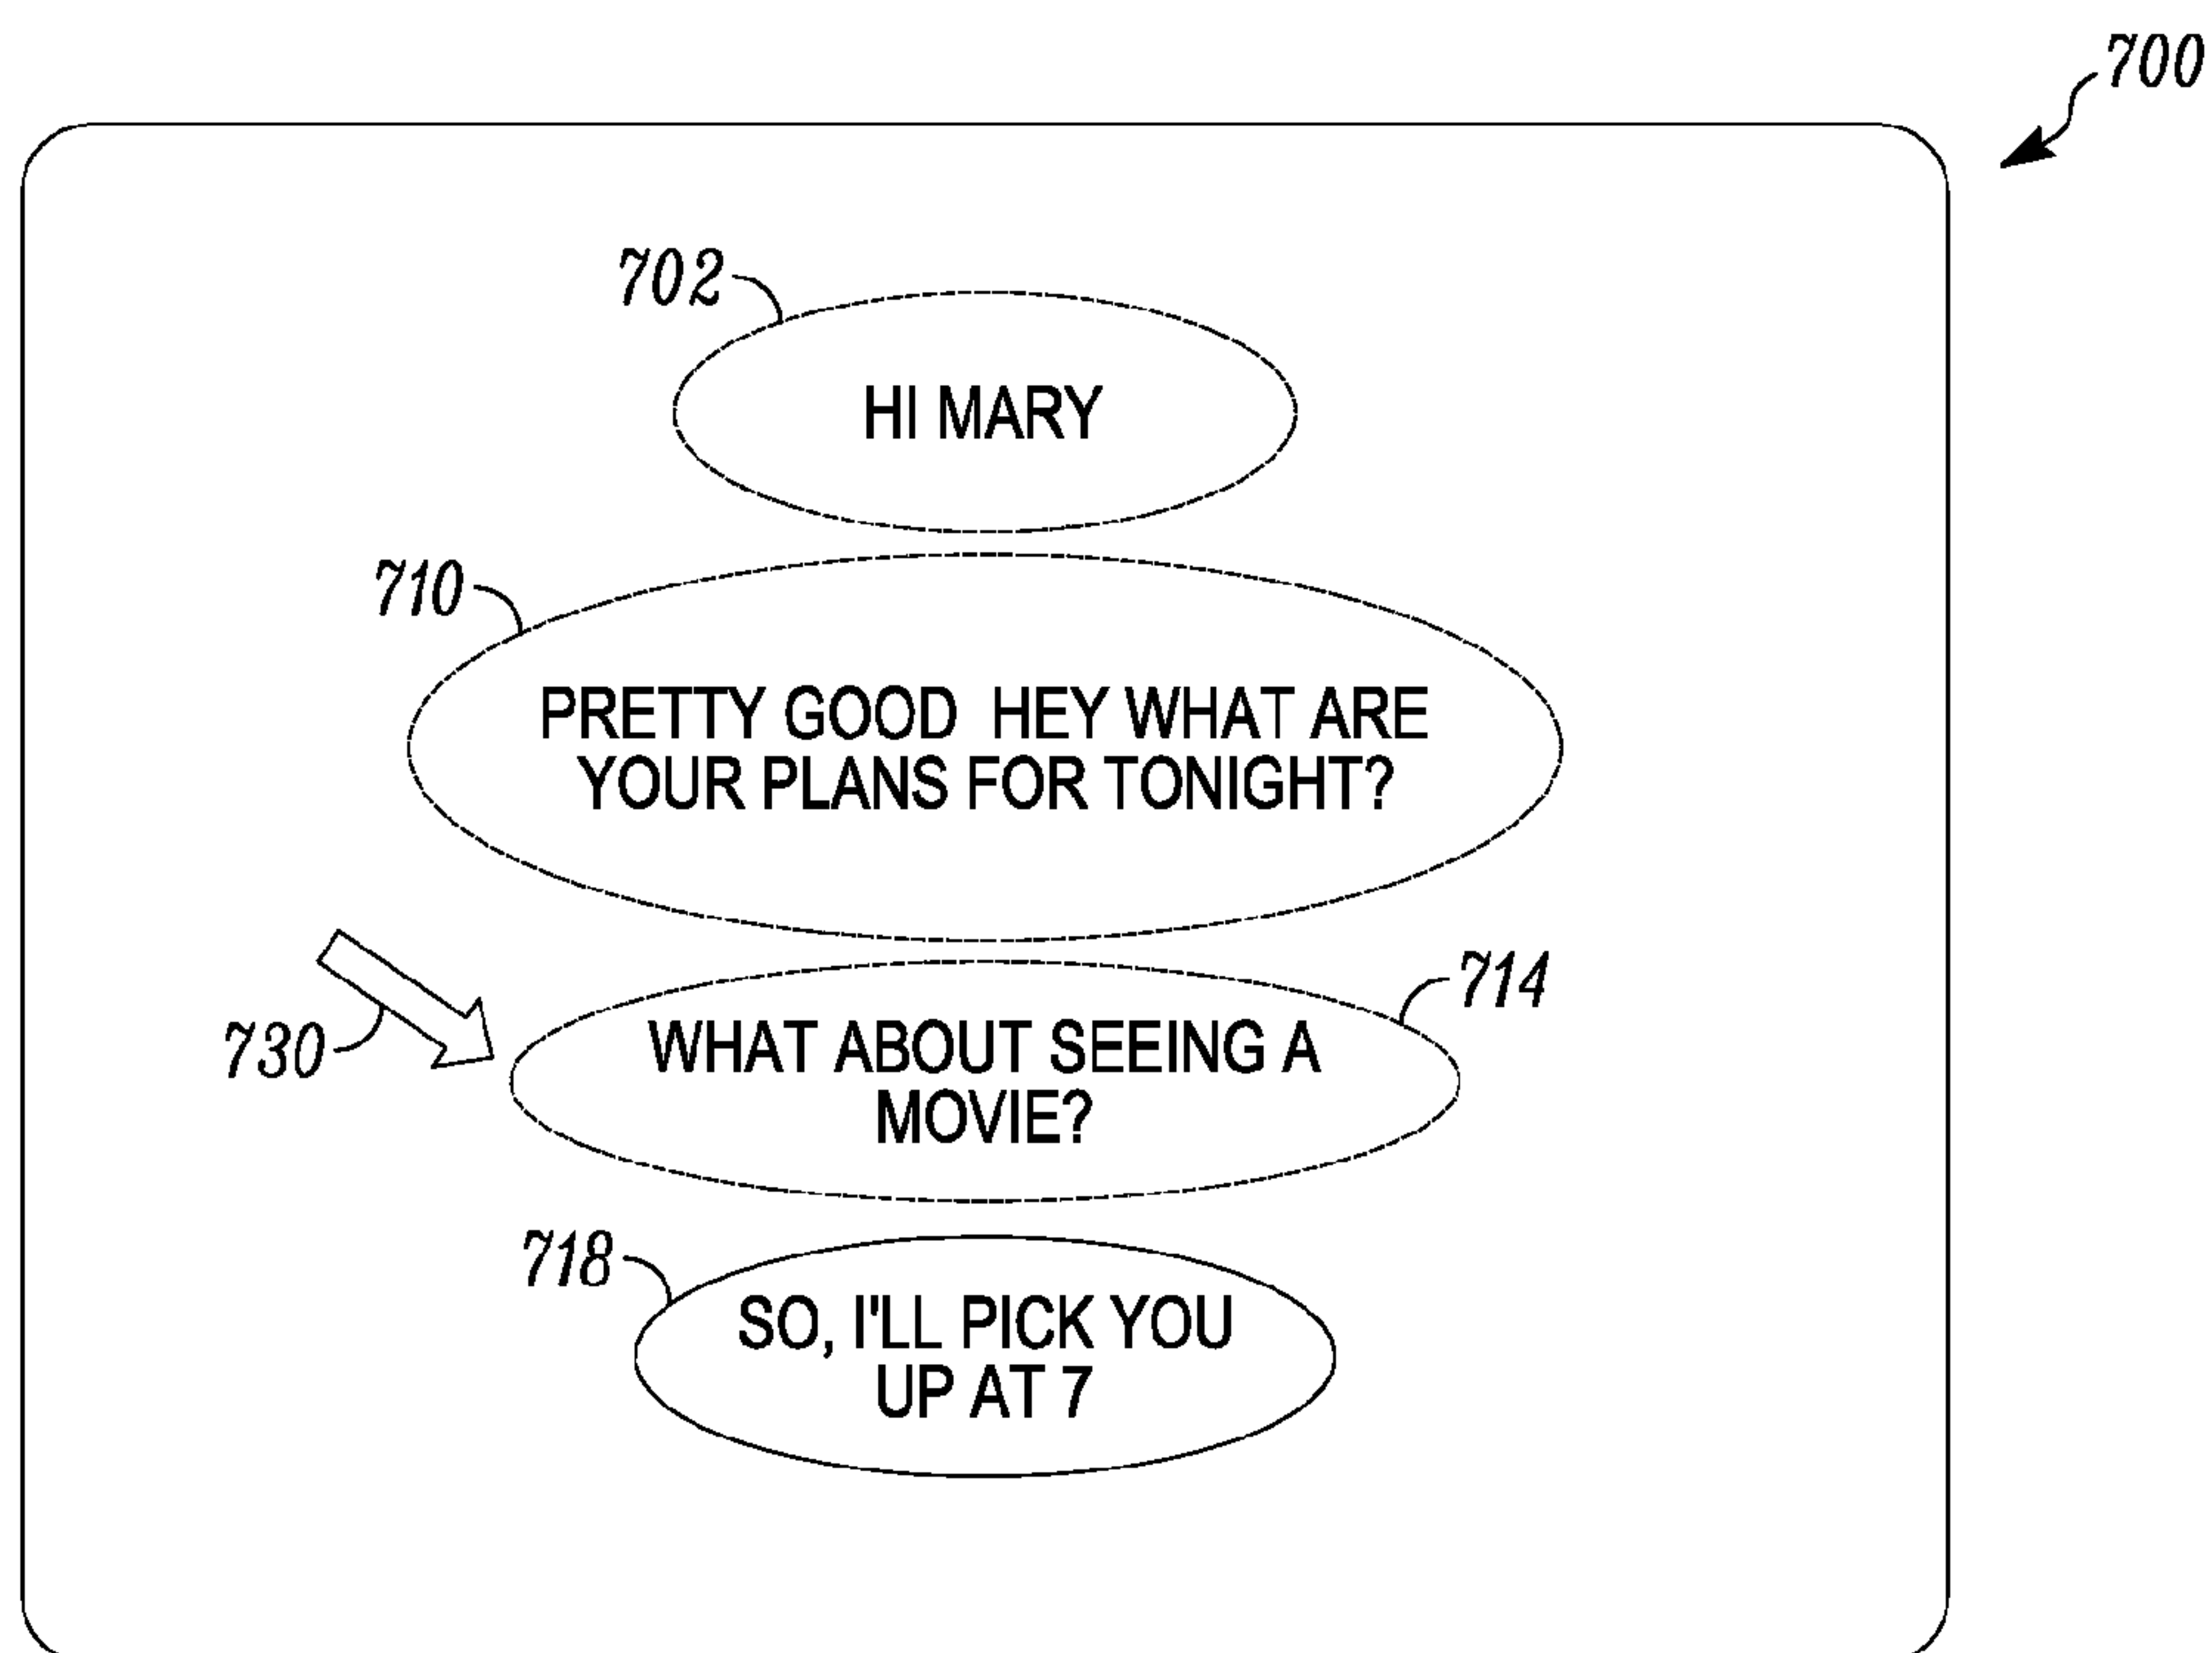 700
702
HI MARY
710
PRETTY GOOD  HEY WHAT ARE
YOUR PLANS FOR TONIGHT?
714
730
WHAT ABOUT SEEING A
MOVIE?
718
SO, I'LL PICK YOU
UP AT 7